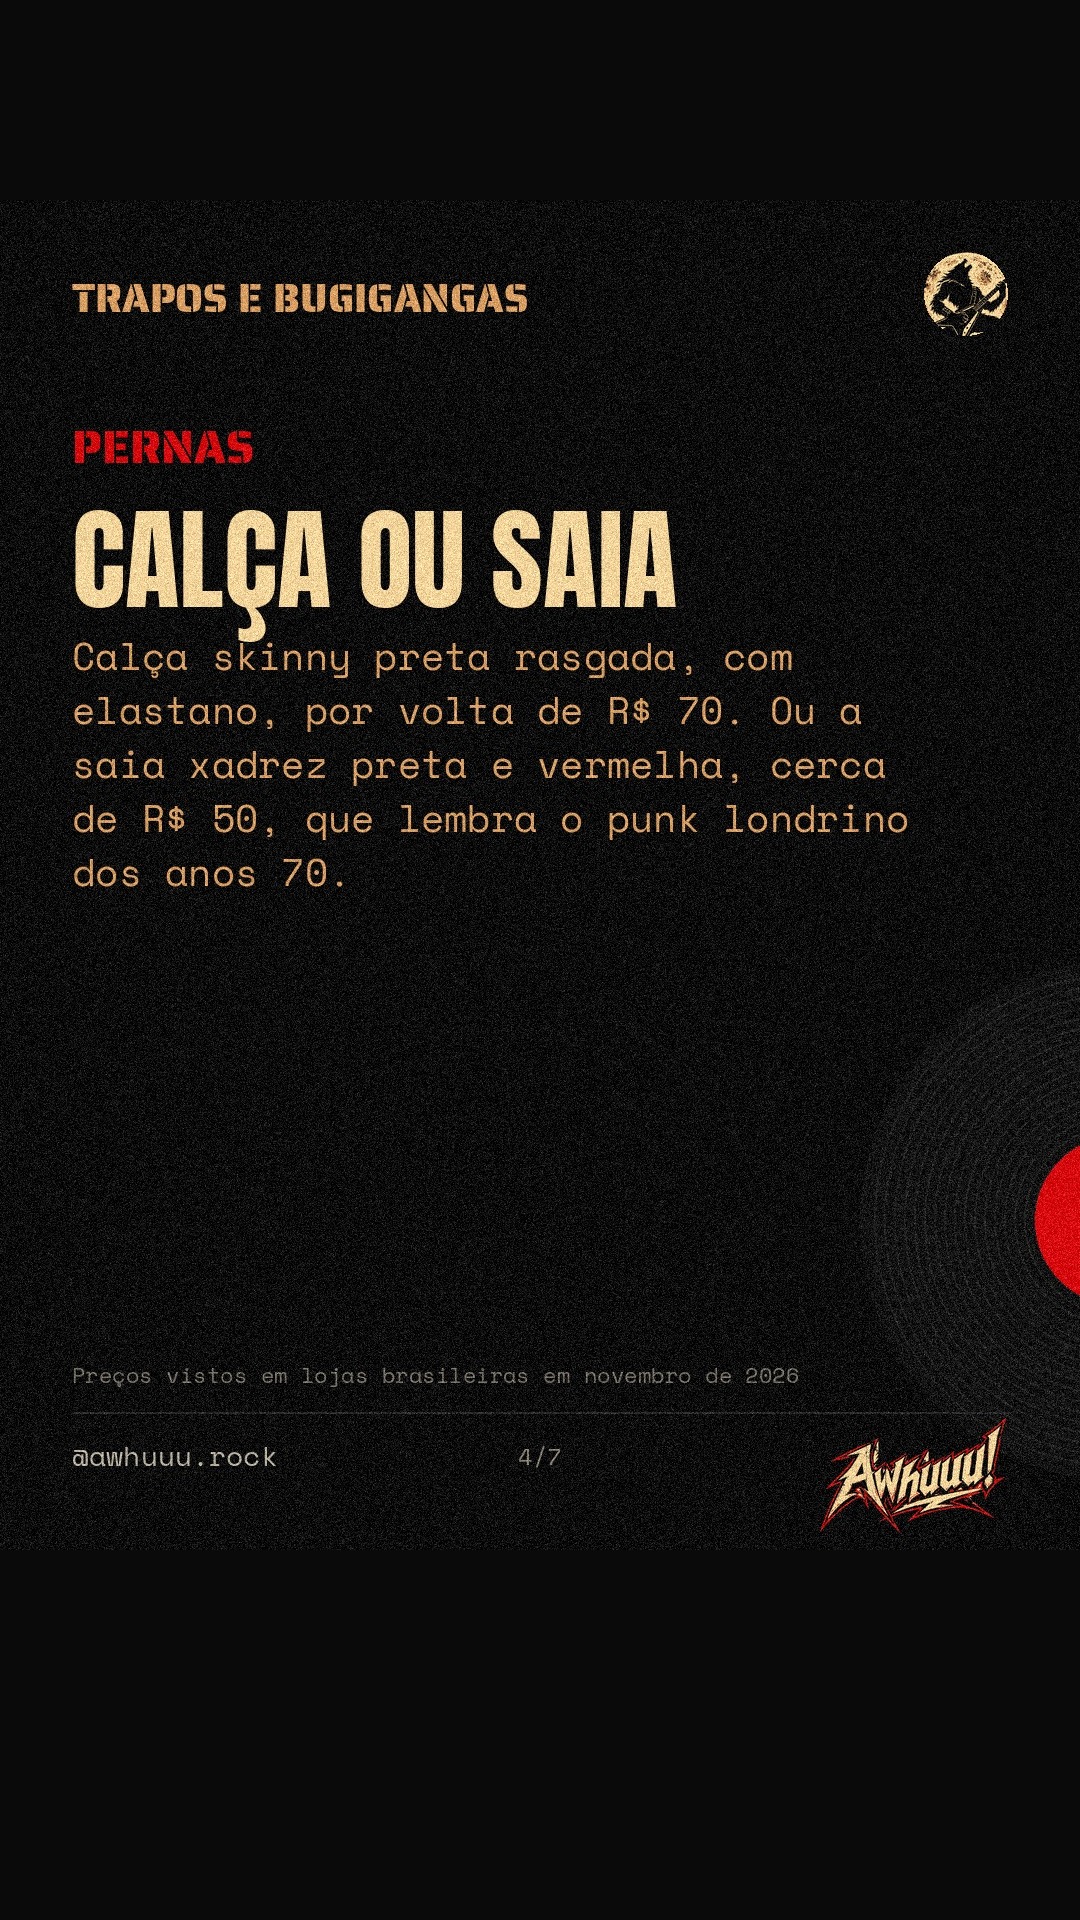 TRAPOS E BUGIGANGAS
PERNAS
CALÇA OU SAIA
Calça skinny preta rasgada, com
elastano, por volta de R$ 70. Ou a
saia xadrez preta e vermelha, cerca
de R$ 50, que lembra o punk londrino
dos anos 70.
Preços vistos em lojas brasileiras em novembro de 2026
@awhuuu.rock
4/7
Awhuuu!